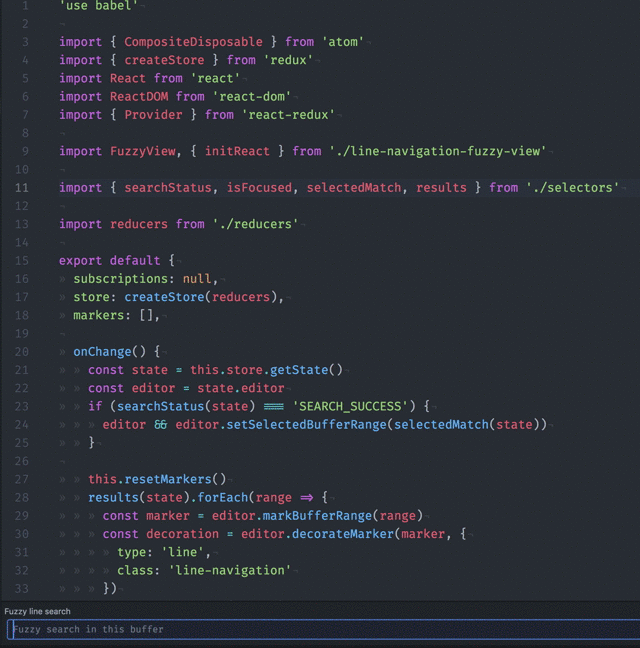 1 'use babel'
2
3 import { CompositeDisposable } from 'atom'
4 import { createStore } from 'redux'
5 import React from 'react'
6 import ReactDOM from 'react-dom'
7 import { Provider } from 'react-redux'
8
9 import FuzzyView, { initReact } from './line-navigation-fuzzy-view'
10
11 import { searchStatus, isFocused, selectedMatch, results } from './selectors'
12
13 import reducers from './reducers'
14
15 export default {
16 » subscriptions: null,
17 » store: createStore(reducers),
18 » markers: [],
19
20 » onChange() {
21 » » const state = this.store.getState()
22 » » const editor = state.editor
23 » » if (searchStatus(state) === 'SEARCH_SUCCESS') {
24 » » » editor && editor.setSelectedBufferRange(selectedMatch(state))
25 » » }
26
27 » » this.resetMarkers()
28 » » results(state).forEach(range => {
29 » » » const marker = editor.markBufferRange(range)
30 » » » const decoration = editor.decorateMarker(marker, {
31 » » » » type: 'line',
32 » » » » class: 'line-navigation'
33 » » » })
Fuzzy line search
Fuzzy search in this buffer